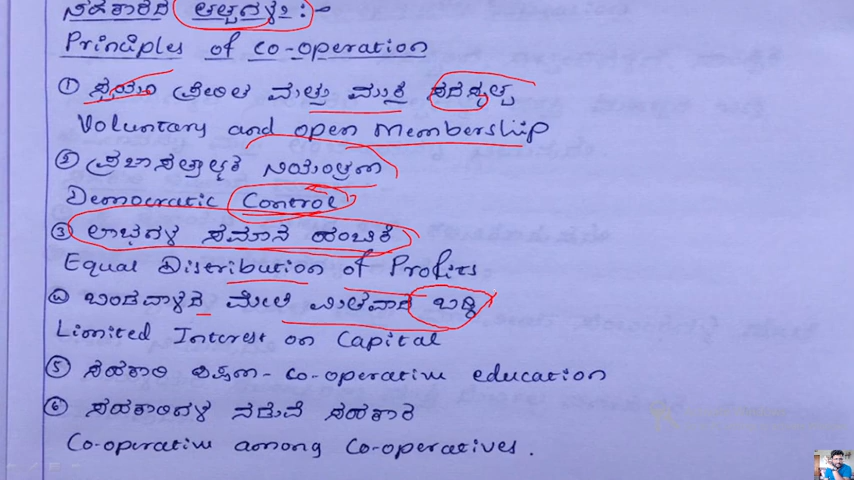 ಸಹಕಾರದ ತತ್ವಗಳು :-
Principles of co-operation
① ಸ್ವಯಂ ಪ್ರೇರಿತ ಮತ್ತು ಮುಕ್ತ ಸದಸ್ಯತ್ವ
Voluntary and open Membership
② ಪ್ರಜಾಸತ್ತಾತ್ಮಕ ನಿಯಂತ್ರಣ
Democratic Control
③ ಲಾಭಗಳ ಸಮಾನ ಹಂಚಿಕೆ
Equal Distribution of Profits
④ ಬಂಡವಾಳದ ಮೇಲೆ ಮಿತವಾದ ಬಡ್ಡಿ
Limited Interest on Capital
⑤ ಸಹಕಾರಿ ಶಿಕ್ಷಣ - co-operative education
⑥ ಸಹಕಾರಿಗಳ ನಡುವೆ ಸಹಕಾರ
Co-operative among Co-operatives.